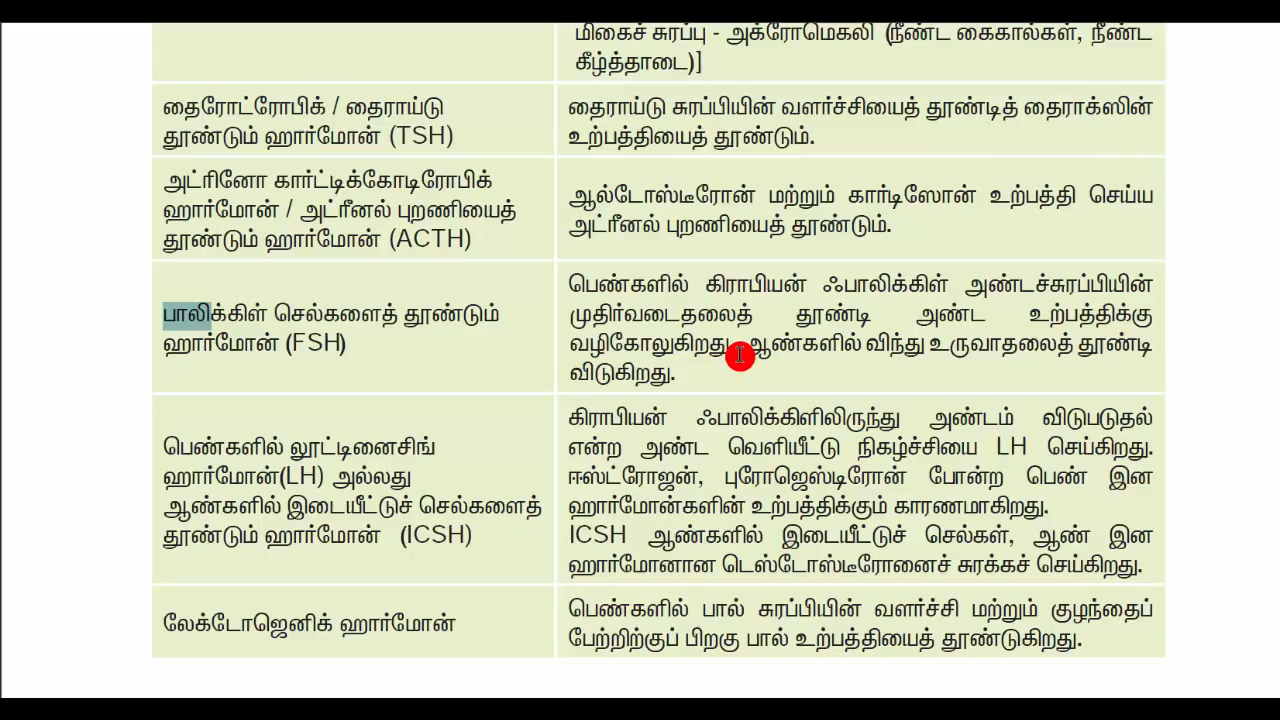 மிகைச் சுரப்பு - அக்ரோமெகலி (நீண்ட கைகால்கள், நீண்ட
கீழ்த்தாடை)]
தைரோட்ரோபிக் / தைராய்டு
தூண்டும் ஹார்மோன் (TSH)
தைராய்டு சுரப்பியின் வளர்ச்சியைத் தூண்டித் தைராக்ஸின்
உற்பத்தியைத் தூண்டும்.
அட்ரினோ கார்ட்டிக்கோடிரோபிக்
ஹார்மோன் / அட்ரீனல் புறணியைத்
தூண்டும் ஹார்மோன் (ACTH)
ஆல்டோஸ்டீரோன் மற்றும் கார்டிஸோன் உற்பத்தி செய்ய
அட்ரீனல் புறணியைத் தூண்டும்.
பாலிக்கிள் செல்களைத் தூண்டும்
ஹார்மோன் (FSH)
பெண்களில் கிராபியன் ஃபாலிக்கிள் அண்டச்சுரப்பியின்
முதிர்வடைதலைத் தூண்டி அண்ட உற்பத்திக்கு
வழிகோலுகிறது. ஆண்களில் விந்து உருவாதலைத் தூண்டி
விடுகிறது.
பெண்களில் லூட்டினைசிங்
ஹார்மோன்(LH) அல்லது
ஆண்களில் இடையீட்டுச் செல்களைத்
தூண்டும் ஹார்மோன் (ICSH)
கிராபியன் ஃபாலிக்கிளிலிருந்து அண்டம் விடுபடுதல்
என்ற அண்ட வெளியீட்டு நிகழ்ச்சியை LH செய்கிறது.
ஈஸ்ட்ரோஜன், புரோஜெஸ்டிரோன் போன்ற பெண் இன
ஹார்மோன்களின் உற்பத்திக்கும் காரணமாகிறது.
ICSH ஆண்களில் இடையீட்டுச் செல்கள், ஆண் இன
ஹார்மோனான டெஸ்டோஸ்டீரோனைச் சுரக்கச் செய்கிறது.
லேக்டோஜெனிக் ஹார்மோன்
பெண்களில் பால் சுரப்பியின் வளர்ச்சி மற்றும் குழந்தைப்
பேற்றிற்குப் பிறகு பால் உற்பத்தியைத் தூண்டுகிறது.